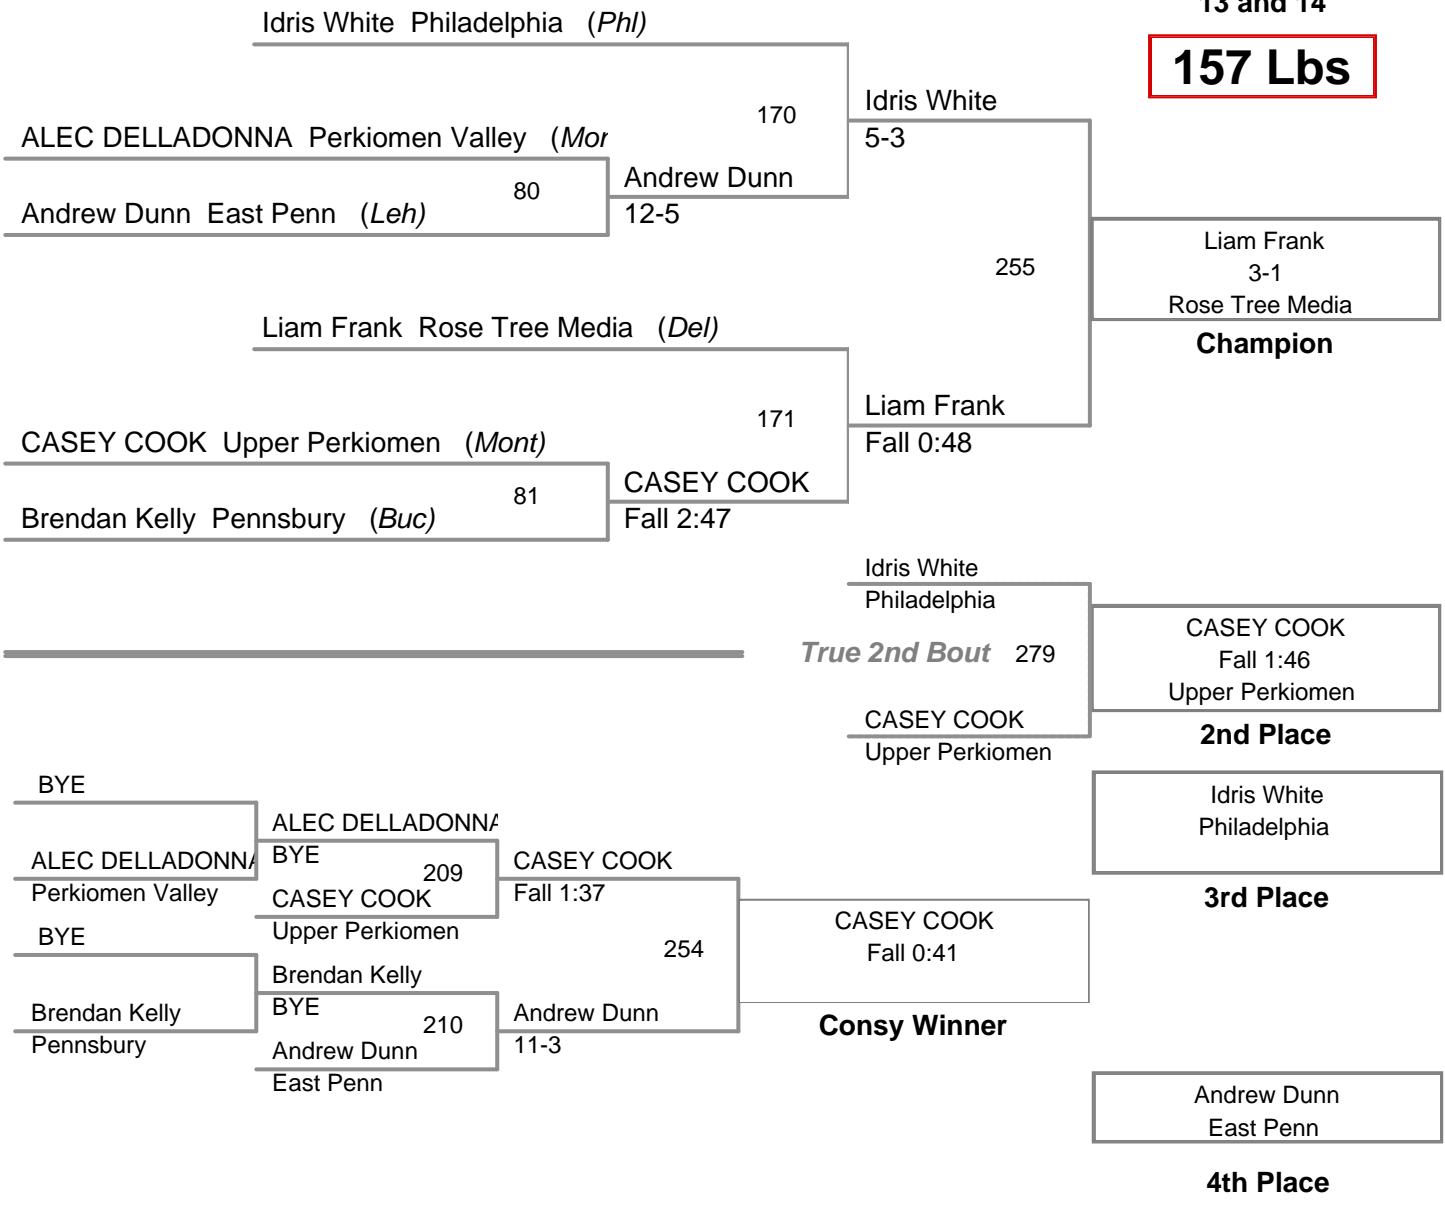 13 and 14
157 Lbs
Idris White Philadelphia (Phl)
170
Idris White
5-3
ALEC DELLADONNA Perkiomen Valley (Mor
80
Andrew Dunn East Penn (Leh)
Andrew Dunn
12-5
255
Liam Frank
3-1
Rose Tree Media
Champion
Liam Frank Rose Tree Media (Del)
171
Liam Frank
Fall 0:48
CASEY COOK Upper Perkiomen (Mont)
81
Brendan Kelly Pennsbury (Buc)
CASEY COOK
Fall 2:47
Idris White
Philadelphia
True 2nd Bout 279
CASEY COOK
Upper Perkiomen
CASEY COOK
Fall 1:46
Upper Perkiomen
2nd Place
Idris White
Philadelphia
3rd Place
BYE
ALEC DELLADONNA
Perkiomen Valley
BYE
Brendan Kelly
Pennsbury
ALEC DELLADONNA
BYE
209
CASEY COOK
Upper Perkiomen
Brendan Kelly
BYE
210
Andrew Dunn
East Penn
CASEY COOK
Fall 1:37
254
Andrew Dunn
11-3
CASEY COOK
Fall 0:41
Consy Winner
Andrew Dunn
East Penn
4th Place